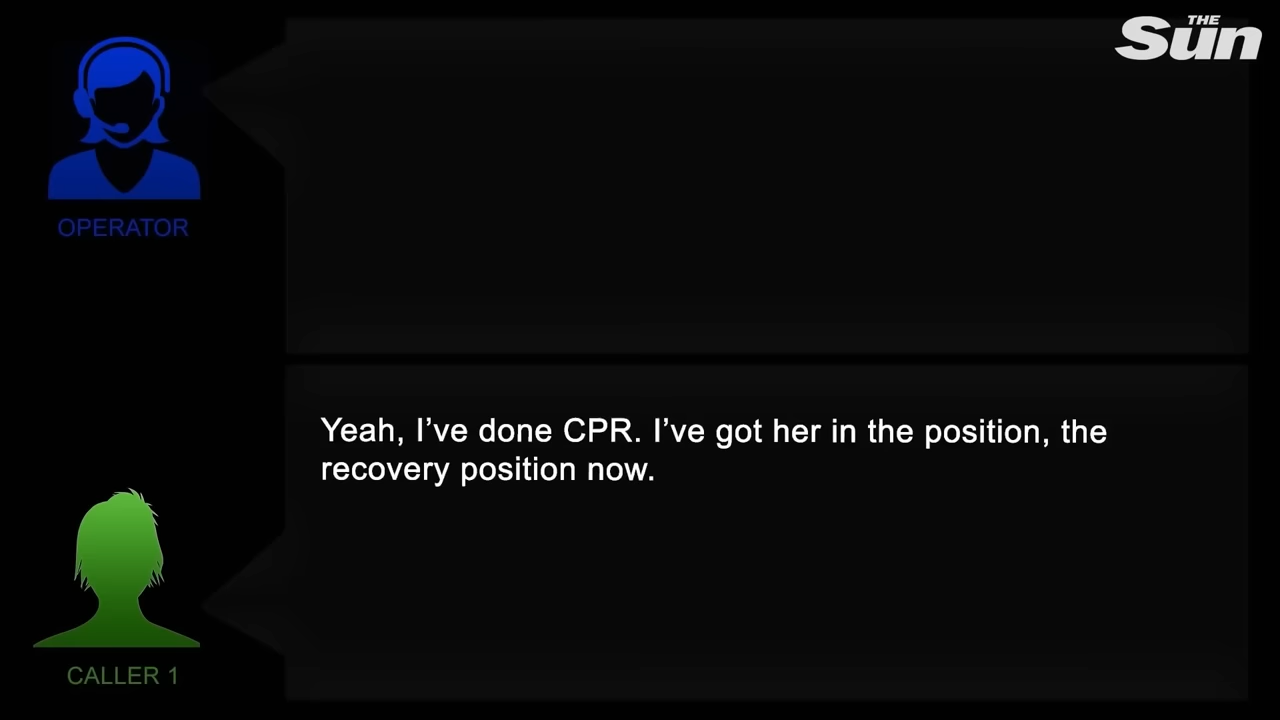 THE
Sun
OPERATOR
Yeah, I’ve done CPR. I’ve got her in the position, the
recovery position now.
CALLER 1